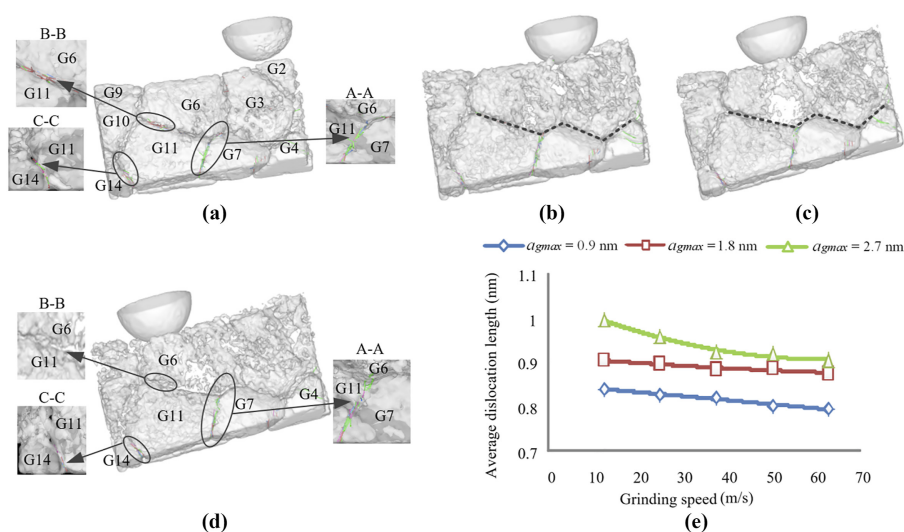 B-B
G6
G11
C-C
G11
G14
G9
G10
G6
G11
G14
G2
G3
G7
G4
A-A
G6
G11
G7
(a)
(b)
(c)
B-B
G6
G11
C-C
G11
G14
G6
G11
G7
G4
G14
A-A
G6
G11
G7
(d)
agmax = 0.9 nm agmax = 1.8 nm agmax = 2.7 nm
Average dislocation length (nm)
1.1
1
0.9
0.8
0.7
0 10 20 30 40 50 60 70
Grinding speed (m/s)
(e)